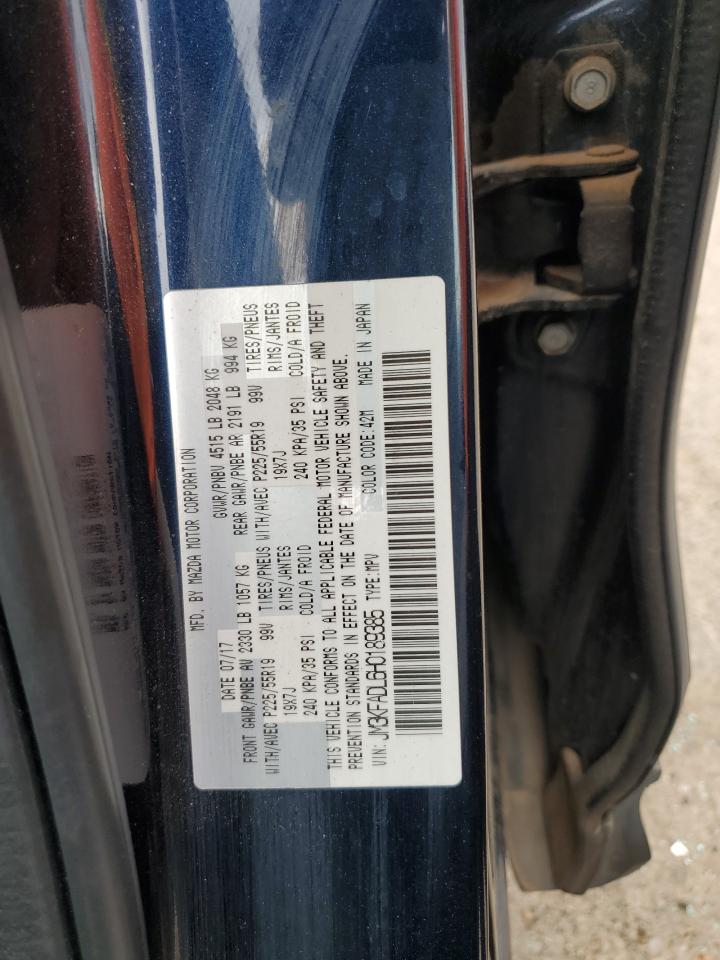 MFD. BY MAZDA MOTOR CORPORATION
DATE 07/17 GVWR/PNBV 4515 LB 2048 KG
FRONT GAWR/PNBE AV 2330 LB 1057 KG REAR GAWR/PNBE AR 2191 LB 994 KG
WITH/AVEC P225/55R19 99V TIRES/PNEUS WITH/AVEC P225/55R19 99V TIRES/PNEUS
19X7J RIMS/JANTES 19X7J RIMS/JANTES
240 KPA/35 PSI COLD/A FROID 240 KPA/35 PSI COLD/A FROID
THIS VEHICLE CONFORMS TO ALL APPLICABLE FEDERAL MOTOR VEHICLE SAFETY AND THEFT
PREVENTION STANDARDS IN EFFECT ON THE DATE OF MANUFACTURE SHOWN ABOVE.
VIN: JM3KFADL6H0189385 TYPE:MPV COLOR CODE:42M MADE IN JAPAN